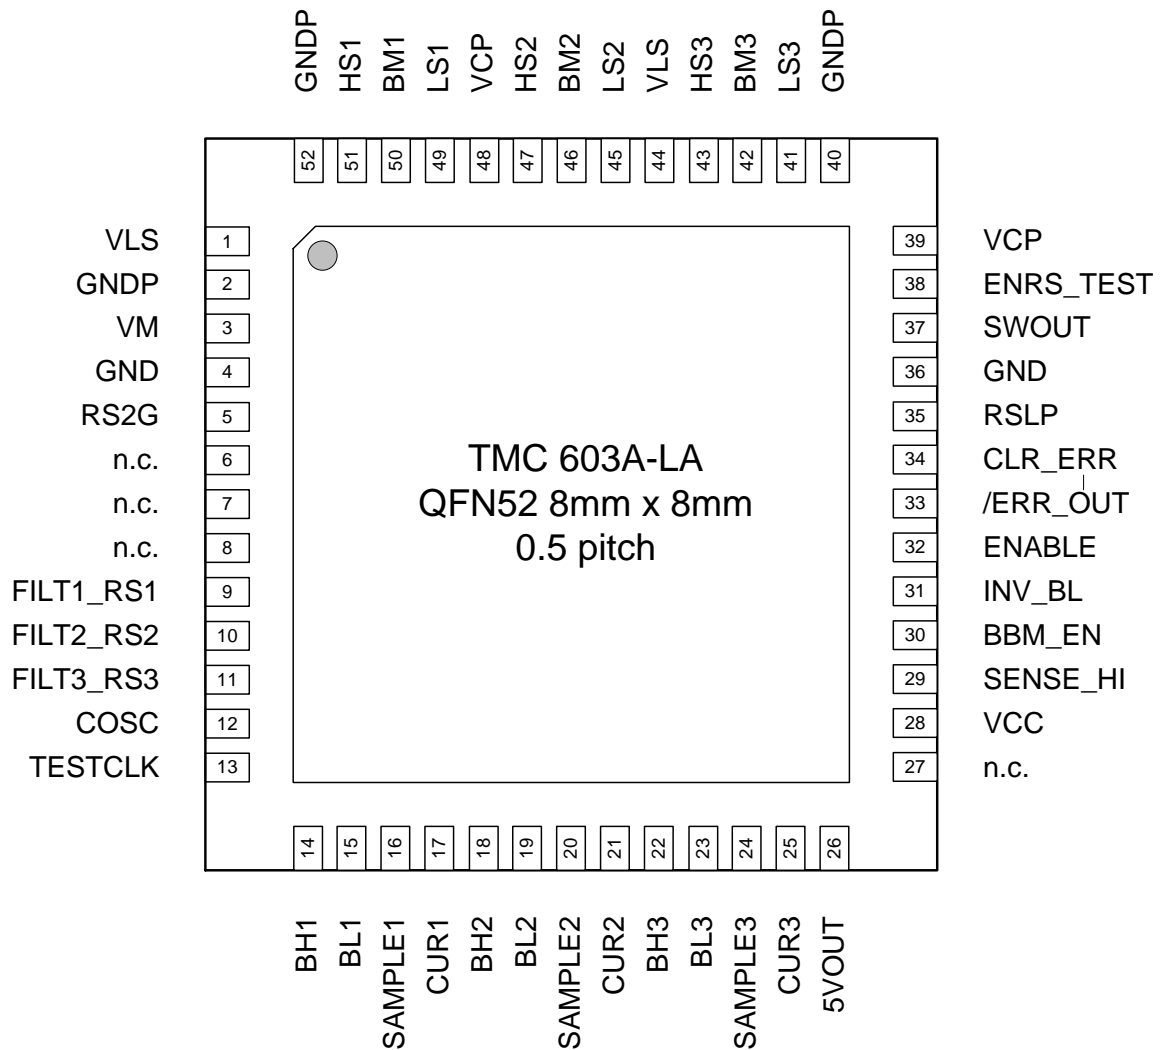 GNDP
HS1
BM1
LS1
VCP
HS2
BM2
LS2
VLS
HS3
BM3
LS3
GNDP
52
51
50
49
48
47
46
45
44
43
42
41
40
VLS 1
GNDP 2
VM 3
GND 4
RS2G 5
n.c. 6
n.c. 7
n.c. 8
FILT1_RS1 9
FILT2_RS2 10
FILT3_RS3 11
COSC 12
TESTCLK 13
TMC 603A-LA
QFN52 8mm x 8mm
0.5 pitch
39 VCP
38 ENRS_TEST
37 SWOUT
36 GND
35 RSLP
34 CLR_ERR
33 /ERR_OUT
32 ENABLE
31 INV_BL
30 BBM_EN
29 SENSE_HI
28 VCC
27 n.c.
14
15
16
17
18
19
20
21
22
23
24
25
26
BH1
BL1
SAMPLE1
CUR1
BH2
BL2
SAMPLE2
CUR2
BH3
BL3
SAMPLE3
CUR3
5VOUT